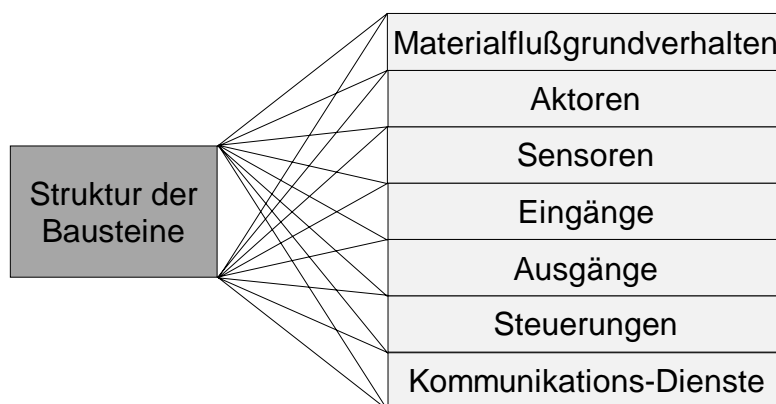 Materialflußgrundverhalten
Aktoren
Sensoren
Struktur der
Bausteine
Eingänge
Ausgänge
Steuerungen
Kommunikations-Dienste